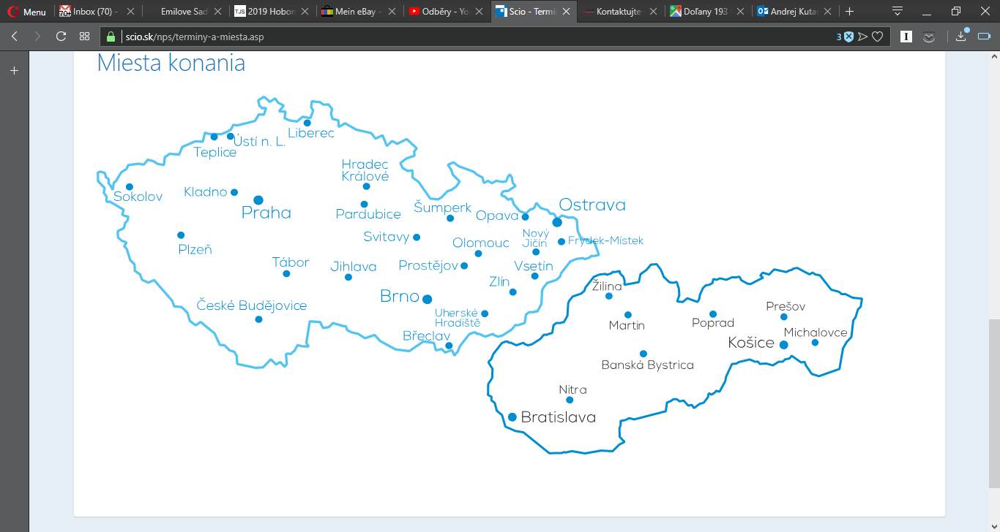 Menu
Inbox (70) -
Emilove Sad
2019 Hobon
Mein eBay -
Odběry - Yo
Scio - Termín
Kontaktujte
Doľany 193
Andrej Kuta
scio.sk/nps/terminy-a-miesta.asp
3
Miesta konania
Liberec
Ústí n. L.
Teplice
Hradec
Králové
Sokolov
Kladno
Praha
Pardubice
Šumperk
Opava
Ostrava
Svitavy
Nový
Jičín
Frýdek-Místek
Plzeň
Olomouc
Tábor
Jihlava
Prostějov
Vsetín
Zlín
Brno
České Budějovice
Uherské
Hradiště
Břeclav
Žilina
Martin
Poprad
Prešov
Michalovce
Košice
Banská Bystrica
Nitra
Bratislava